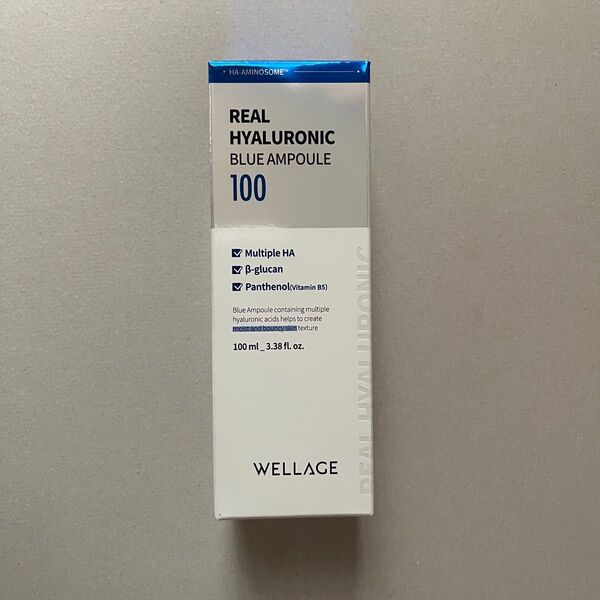 HA-AMINOSOME™
REAL
HYALURONIC
BLUE AMPOULE
100
Multiple HA
β-glucan
Panthenol(Vitamin B5)
Blue Ampoule containing multiple
hyaluronic acids helps to create
moist and bouncy skin texture
100 ml _ 3.38 fl. oz.
WELLAGE
REAL HYALURONIC